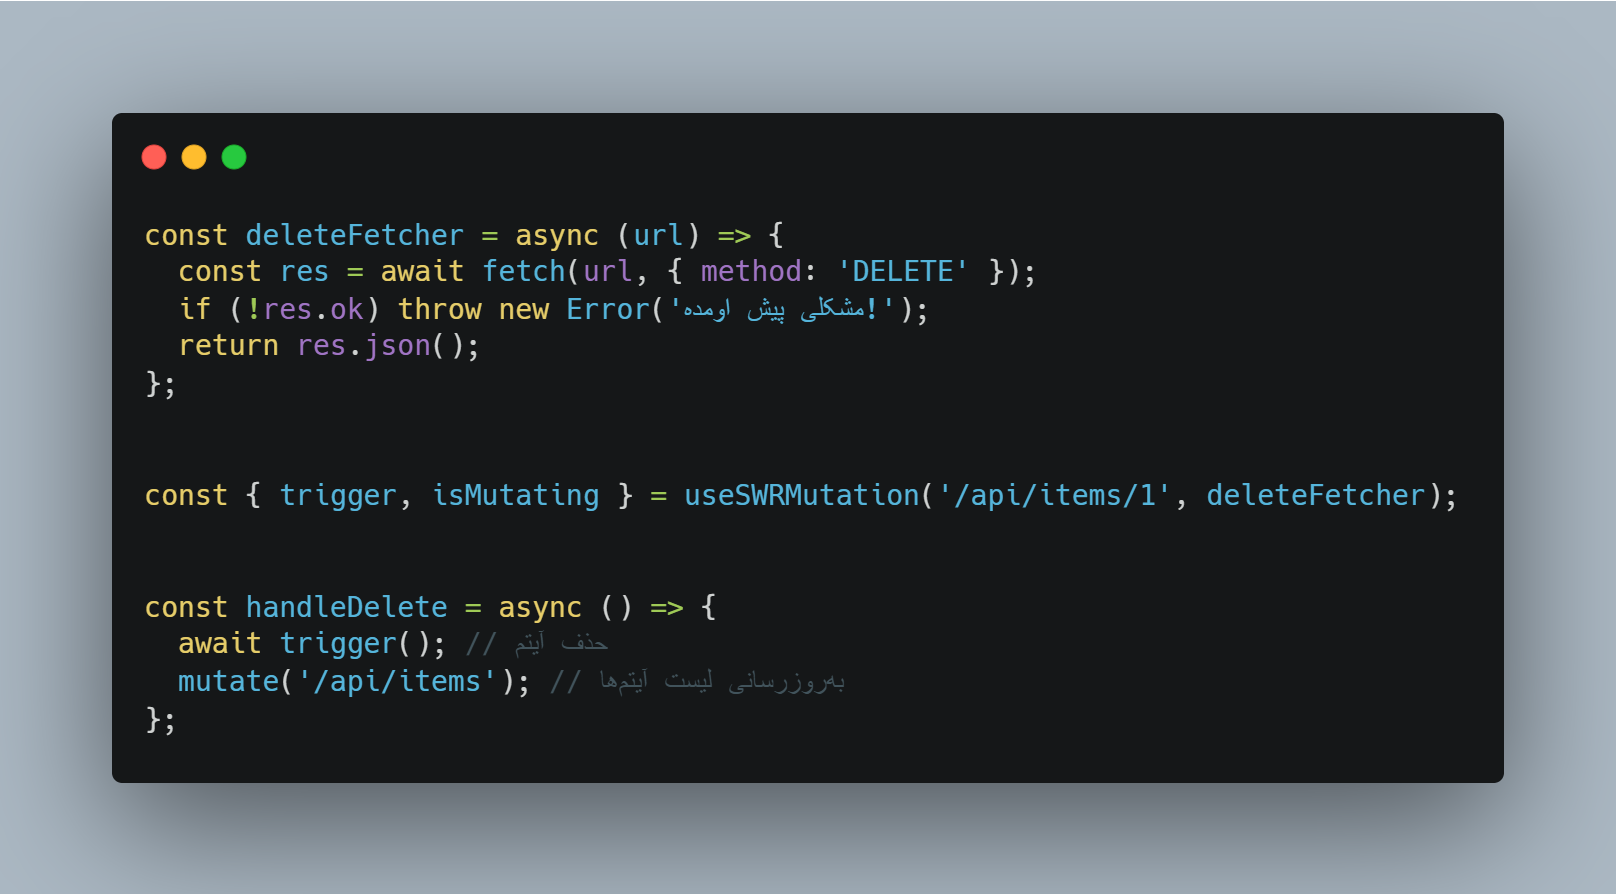 const deleteFetcher = async (url) => {
  const res = await fetch(url, { method: 'DELETE' });
  if (!res.ok) throw new Error('مشکلی پیش اومده!');
  return res.json();
};
const { trigger, isMutating } = useSWRMutation('/api/items/1', deleteFetcher);
const handleDelete = async () => {
  await trigger(); // حذف آیتم
  mutate('/api/items'); // به‌روزرسانی لیست آیتم‌ها
};